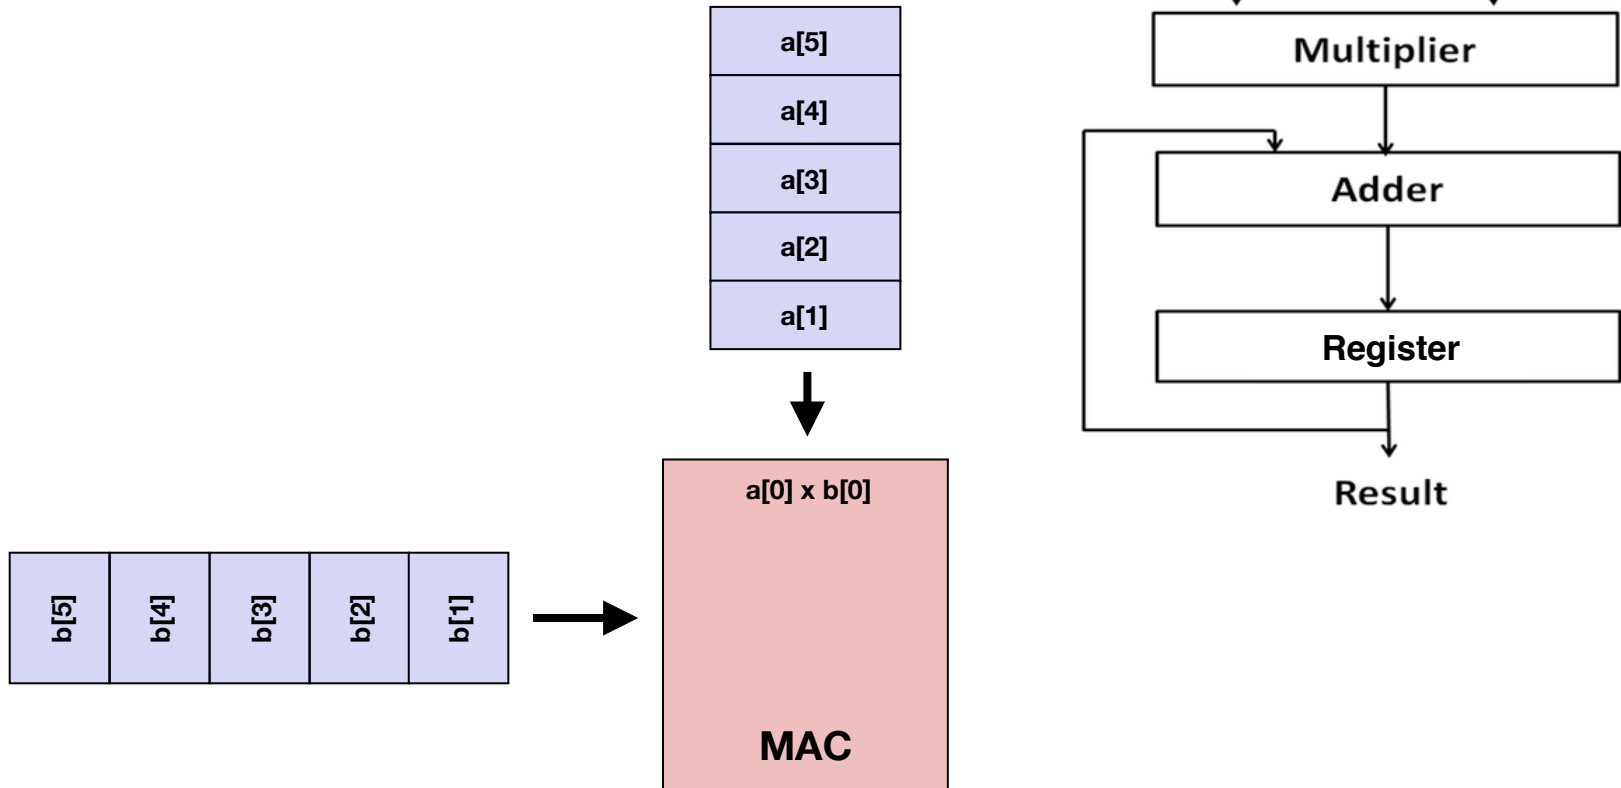 a[5]
a[4]
a[3]
a[2]
a[1]
a[0] x b[0]
MAC
b[5]
b[4]
b[3]
b[2]
b[1]
Multiplier
Adder
Register
Result